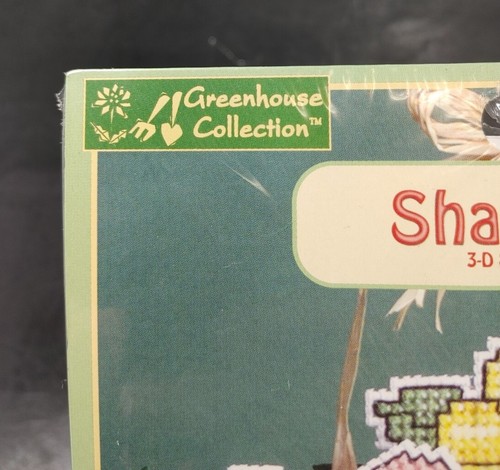 Greenhouse
Collection™
Sha
3-D